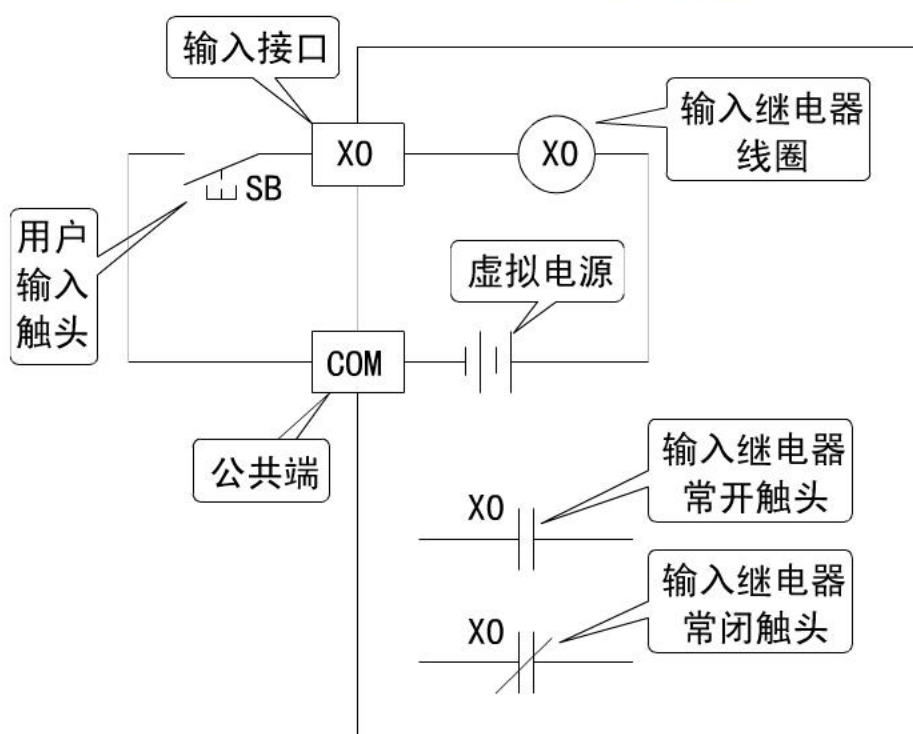 输入接口
X0
X0
输入继电器
线圈
SB
用户
输入
触头
虚拟电源
COM
公共端
输入继电器
常开触头
X0
输入继电器
常闭触头
X0